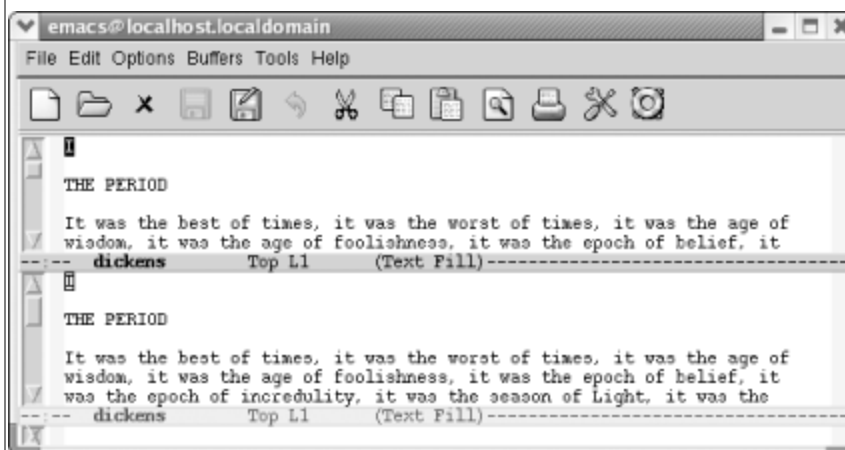 emacs@localhost.localdomain
File Edit Options Buffers Tools Help
I
THE PERIOD
It was the best of times, it was the worst of times, it was the age of
wisdom, it was the age of foolishness, it was the epoch of belief, it
--:-- dickens Top L1 (Text Fill)--------------------------------------
I
THE PERIOD
It was the best of times, it was the worst of times, it was the age of
wisdom, it was the age of foolishness, it was the epoch of belief, it
was the epoch of incredulity, it was the season of Light, it was the
--:-- dickens Top L1 (Text Fill)--------------------------------------